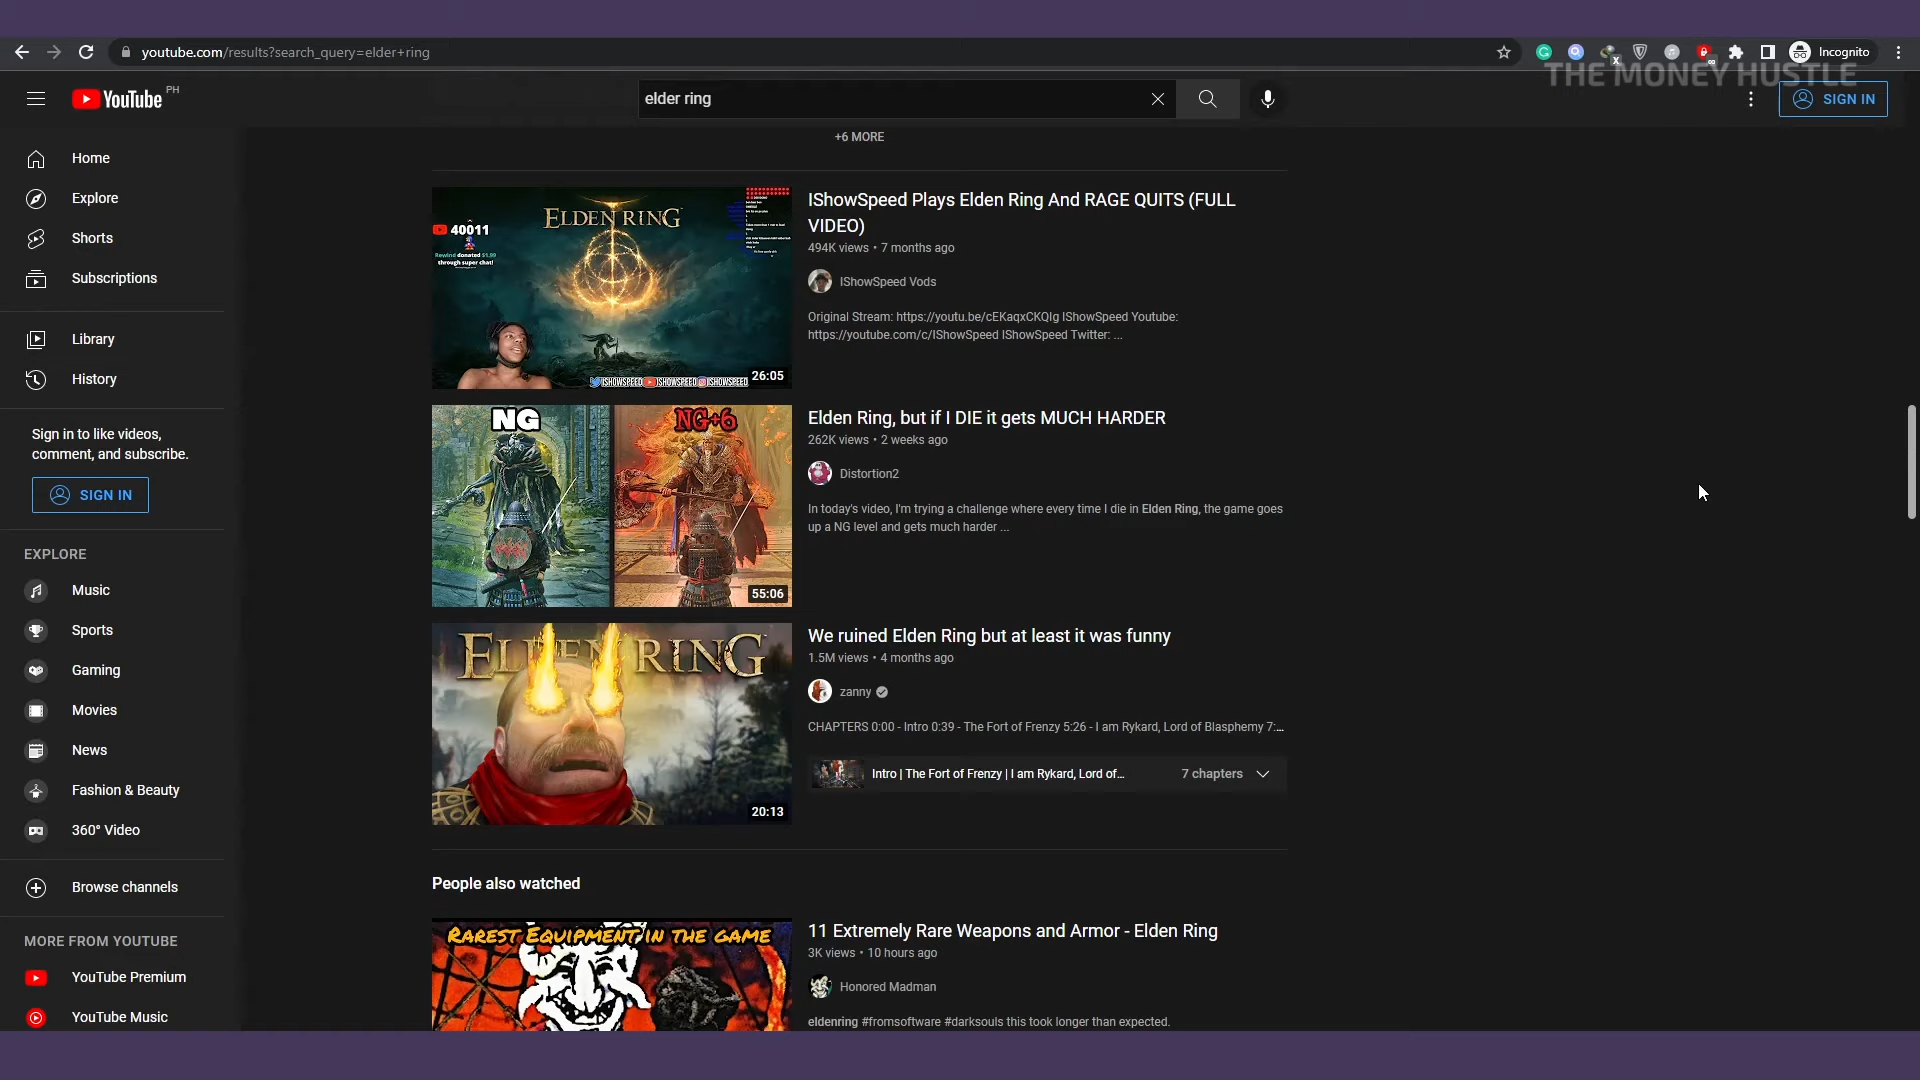 youtube.com/results?search_query=elder+ring
Incognito
THE MONEY HUSTLE
YouTube PH
elder ring
SIGN IN
Home
Explore
Shorts
Subscriptions
Library
History
Sign in to like videos,
comment, and subscribe.
SIGN IN
EXPLORE
Music
Sports
Gaming
Movies
News
Fashion & Beauty
360° Video
Browse channels
MORE FROM YOUTUBE
YouTube Premium
YouTube Music
+6 MORE
ELDEN RING
40011
Rewind donated $1.99
through super chat!
ISHOWSPEED ISHOWSPEED ISHOWSPEED
26:05
IShowSpeed Plays Elden Ring And RAGE QUITS (FULL
VIDEO)
494K views • 7 months ago
IShowSpeed Vods
Original Stream: https://youtu.be/cEKaqxCKQIg IShowSpeed Youtube:
https://youtube.com/c/IShowSpeed IShowSpeed Twitter: ...
NG
NG+6
55:06
Elden Ring, but if I DIE it gets MUCH HARDER
262K views • 2 weeks ago
Distortion2
In today's video, I'm trying a challenge where every time I die in Elden Ring, the game goes
up a NG level and gets much harder ...
ELDEN RING
20:13
We ruined Elden Ring but at least it was funny
1.5M views • 4 months ago
zanny
CHAPTERS 0:00 - Intro 0:39 - The Fort of Frenzy 5:26 - I am Rykard, Lord of Blasphemy 7:...
Intro | The Fort of Frenzy | I am Rykard, Lord of...
7 chapters
People also watched
RAREST EQUIPMENT IN THE GAME
11 Extremely Rare Weapons and Armor - Elden Ring
3K views • 10 hours ago
Honored Madman
eldenring #fromsoftware #darksouls this took longer than expected.